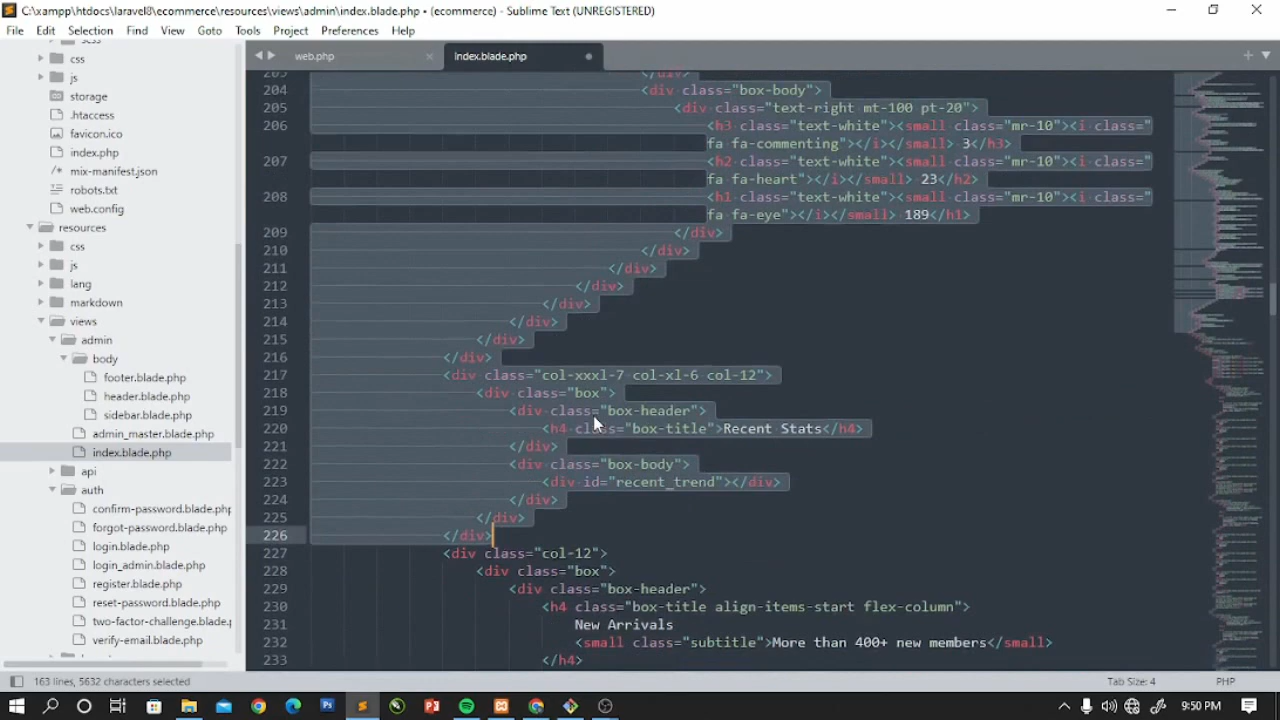 C:\xampp\htdocs\laravel8\ecommerce\resources\views\admin\index.blade.php • (ecommerce) - Sublime Text (UNREGISTERED)
File Edit Selection Find View Goto Tools Project Preferences Help
web.php
index.blade.php
css
js
storage
.htaccess
favicon.ico
index.php
mix-manifest.json
robots.txt
web.config
resources
css
js
lang
markdown
views
admin
body
footer.blade.php
header.blade.php
sidebar.blade.php
admin_master.blade.php
index.blade.php
api
auth
confirm-password.blade.php
forgot-password.blade.php
login.blade.php
login_admin.blade.php
register.blade.php
reset-password.blade.php
two-factor-challenge.blade.p
verify-email.blade.php
203 </div>
204 <div class="box-body">
205 <div class="text-right mt-100 pt-20">
206 <h3 class="text-white"><small class="mr-10"><i class="
fa fa-commenting"></i></small> 3</h3>
207 <h2 class="text-white"><small class="mr-10"><i class="
fa fa-heart"></i></small> 23</h2>
208 <h1 class="text-white"><small class="mr-10"><i class="
fa fa-eye"></i></small> 189</h1>
209 </div>
210 </div>
211 </div>
212 </div>
213 </div>
214 </div>
215 </div>
216 </div>
217 <div class="col-xxxl-7 col-xl-6 col-12">
218 <div class="box">
219 <div class="box-header">
220 <h4 class="box-title">Recent Stats</h4>
221 </div>
222 <div class="box-body">
223 <div id="recent_trend"></div>
224 </div>
225 </div>
226 </div>
227 <div class="col-12">
228 <div class="box">
229 <div class="box-header">
230 <h4 class="box-title align-items-start flex-column">
231 New Arrivals
232 <small class="subtitle">More than 400+ new members</small>
233 </h4>
163 lines, 5632 characters selected
Tab Size: 4
PHP
9:50 PM